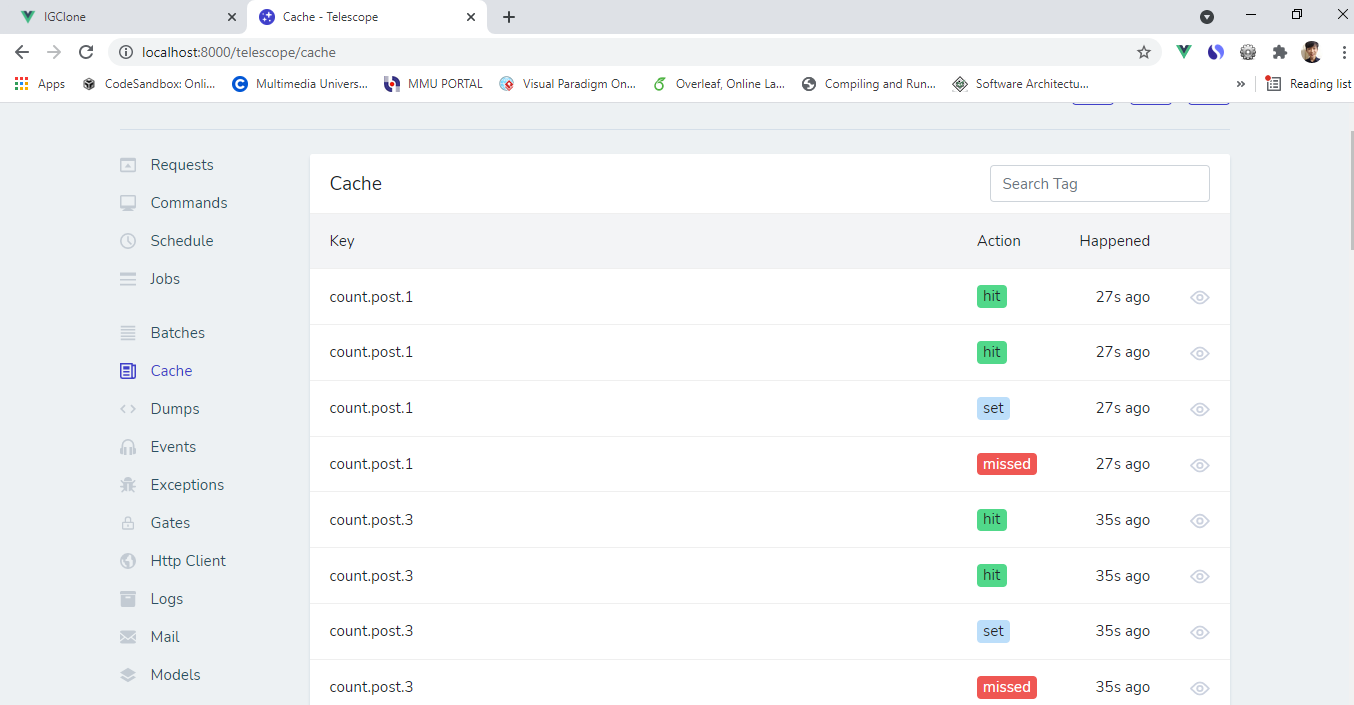 IGClone
Cache - Telescope
localhost:8000/telescope/cache
Apps CodeSandbox: Onli... Multimedia Univers... MMU PORTAL Visual Paradigm On... Overleaf, Online La... Compiling and Run... Software Architectu... » Reading list
Requests
Commands
Schedule
Jobs
Batches
Cache
Dumps
Events
Exceptions
Gates
Http Client
Logs
Mail
Models
Cache Search Tag
Key Action Happened
count.post.1 hit 27s ago
count.post.1 hit 27s ago
count.post.1 set 27s ago
count.post.1 missed 27s ago
count.post.3 hit 35s ago
count.post.3 hit 35s ago
count.post.3 set 35s ago
count.post.3 missed 35s ago